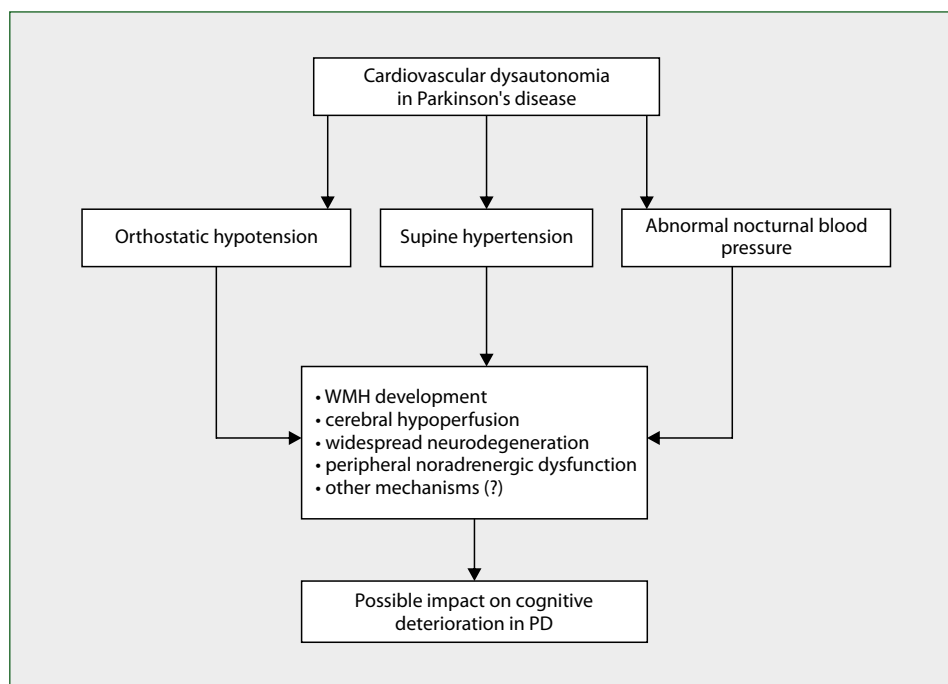 Cardiovascular dysautonomia
in Parkinson's disease
Orthostatic hypotension
Supine hypertension
Abnormal nocturnal blood
pressure
• WMH development
• cerebral hypoperfusion
• widespread neurodegeneration
• peripheral noradrenergic dysfunction
• other mechanisms (?)
Possible impact on cognitive
deterioration in PD